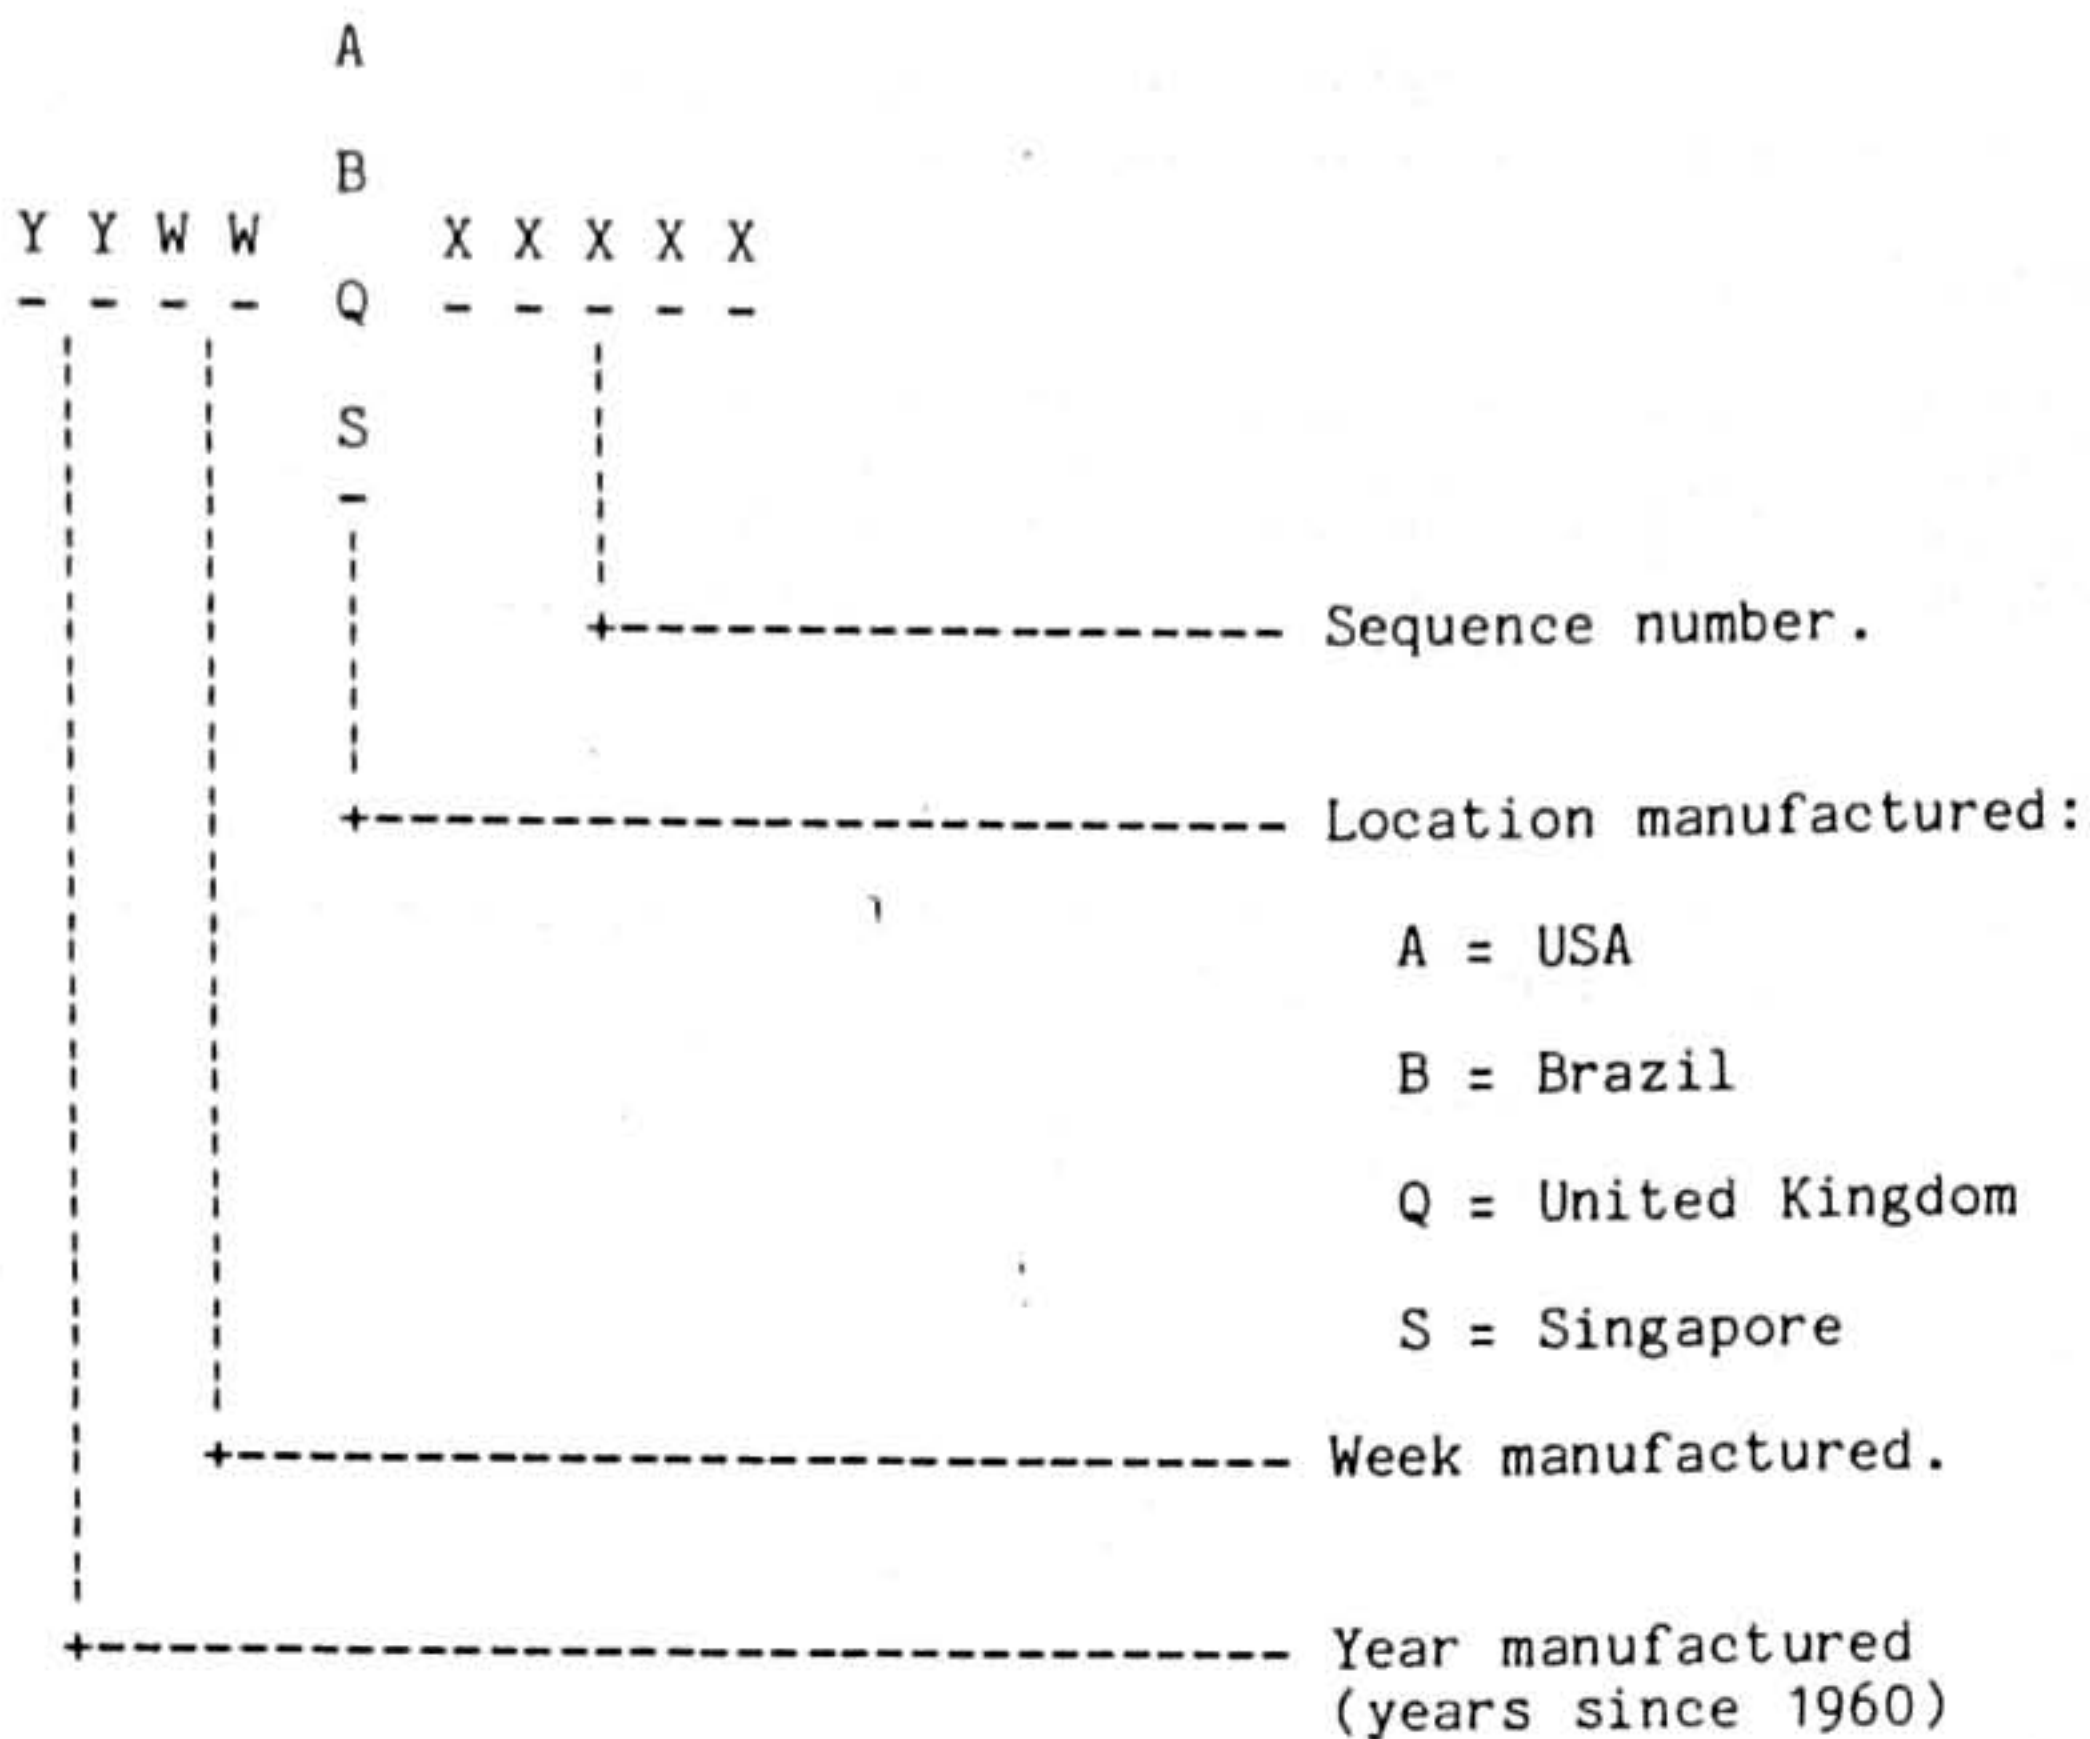 A
B
Y Y W W X X X X X
- - - - Q - - - - -
S
-
+------------------- Sequence number.
+-------------------------- Location manufactured:
A = USA
B = Brazil
Q = United Kingdom
S = Singapore
+------------------------------ Week manufactured.
+---------------------------------- Year manufactured
(years since 1960)